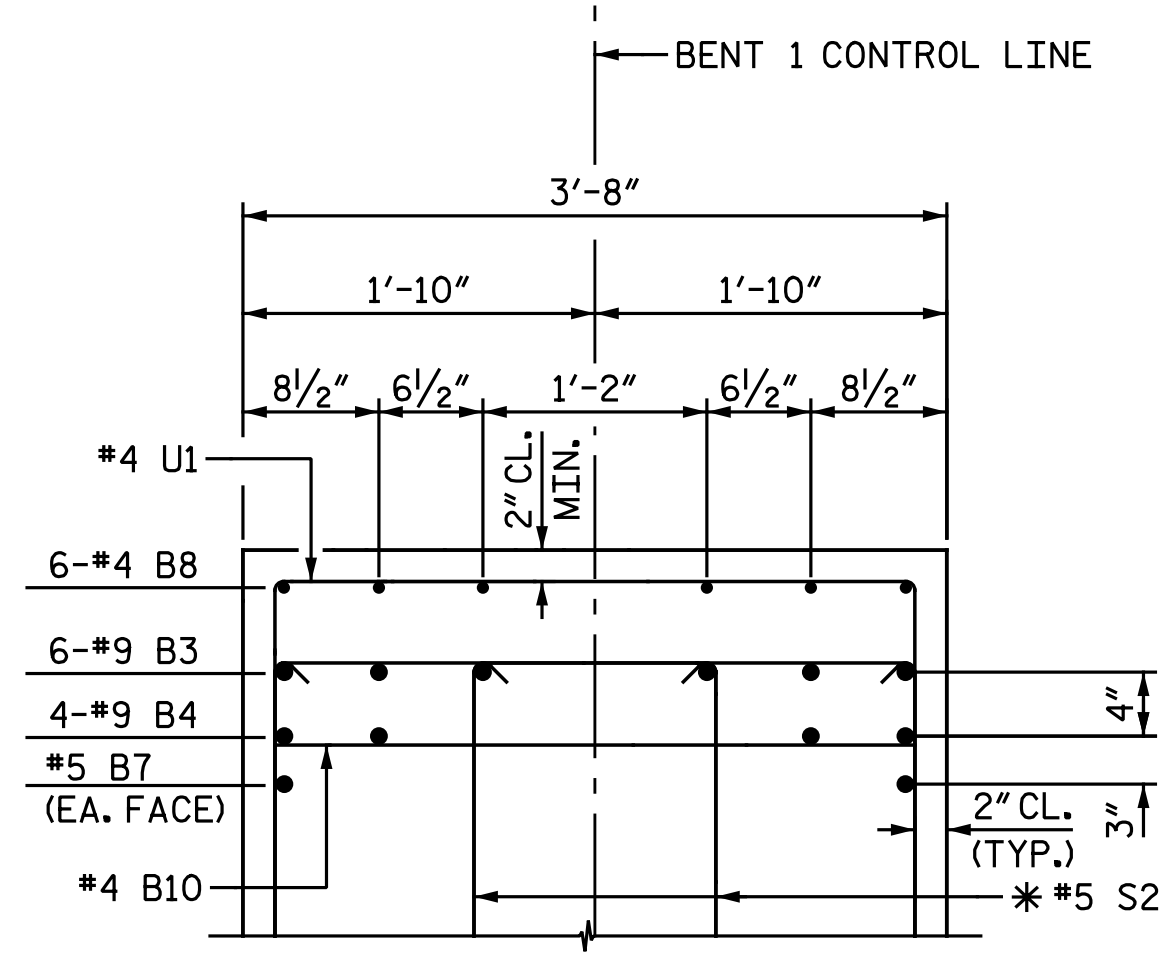 BENT 1 CONTROL LINE
3'-8"
1'-10" 1'-10"
8½" 6½" 1'-2" 6½" 8½"
#4 U1
2" CL.
MIN.
6-#4 B8
6-#9 B3
4-#9 B4
4"
#5 B7
(EA. FACE)
2" CL.
(TYP.)
3"
#4 B10
* #5 S2